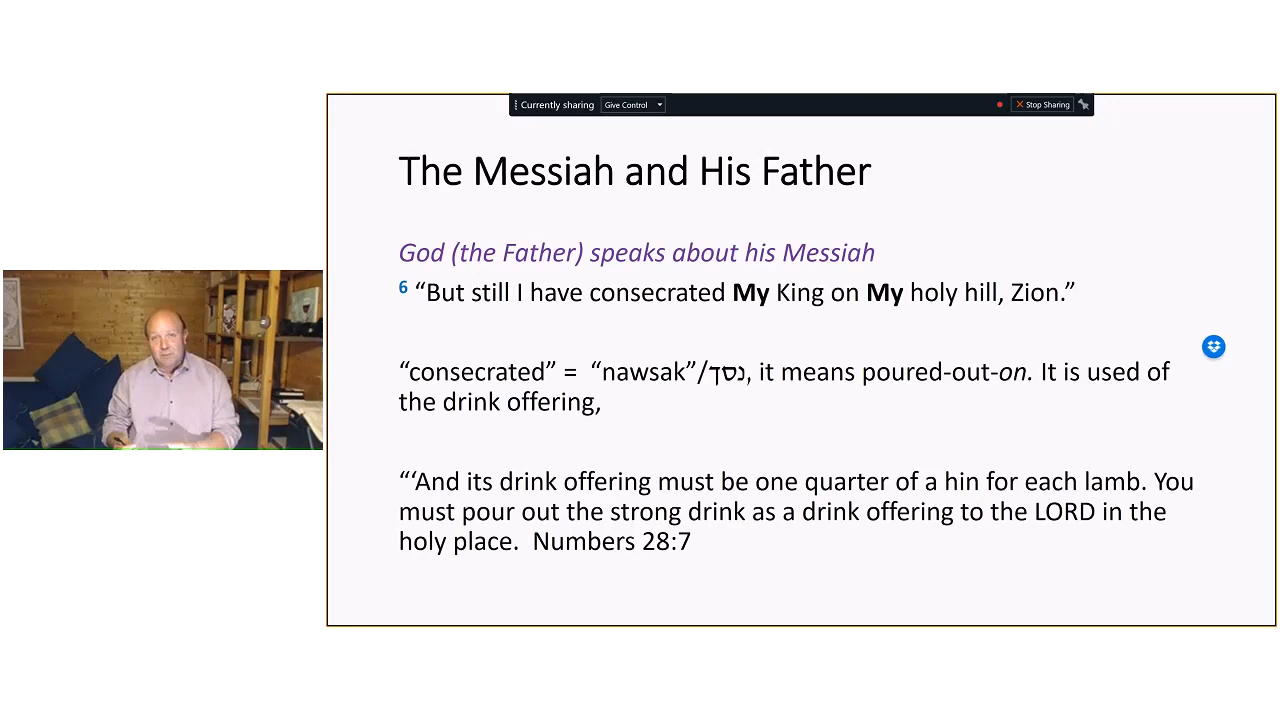 Currently sharing Give Control Stop Sharing
The Messiah and His Father
God (the Father) speaks about his Messiah
6 “But still I have consecrated My King on My holy hill, Zion.”
“consecrated” = “nawsak”/נסך, it means poured-out-on. It is used of
the drink offering,
“‘And its drink offering must be one quarter of a hin for each lamb. You
must pour out the strong drink as a drink offering to the LORD in the
holy place. Numbers 28:7